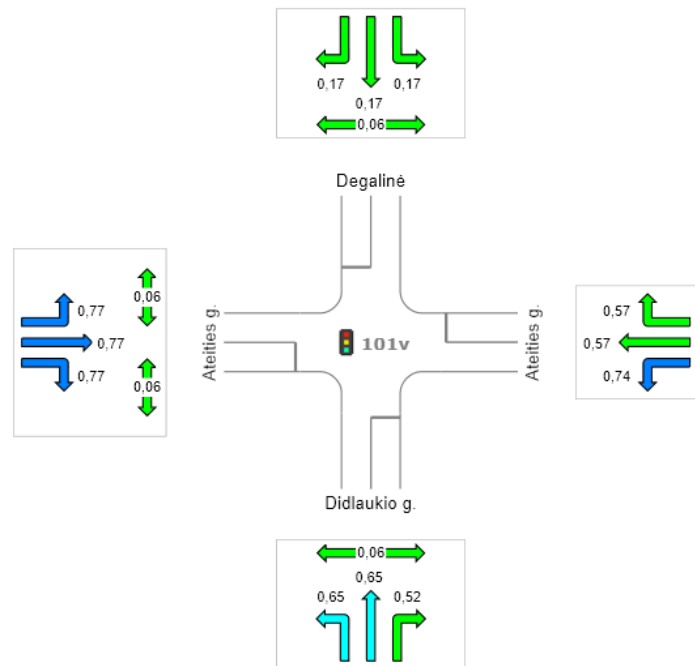 0,17 0,17
0,17
0,06
Degalinė
0,77
0,06
0,77
0,77
0,06
Ateities g.
101v
Ateities g.
0,57
0,57
0,74
Didlaukio g.
0,06
0,65
0,65 0,52